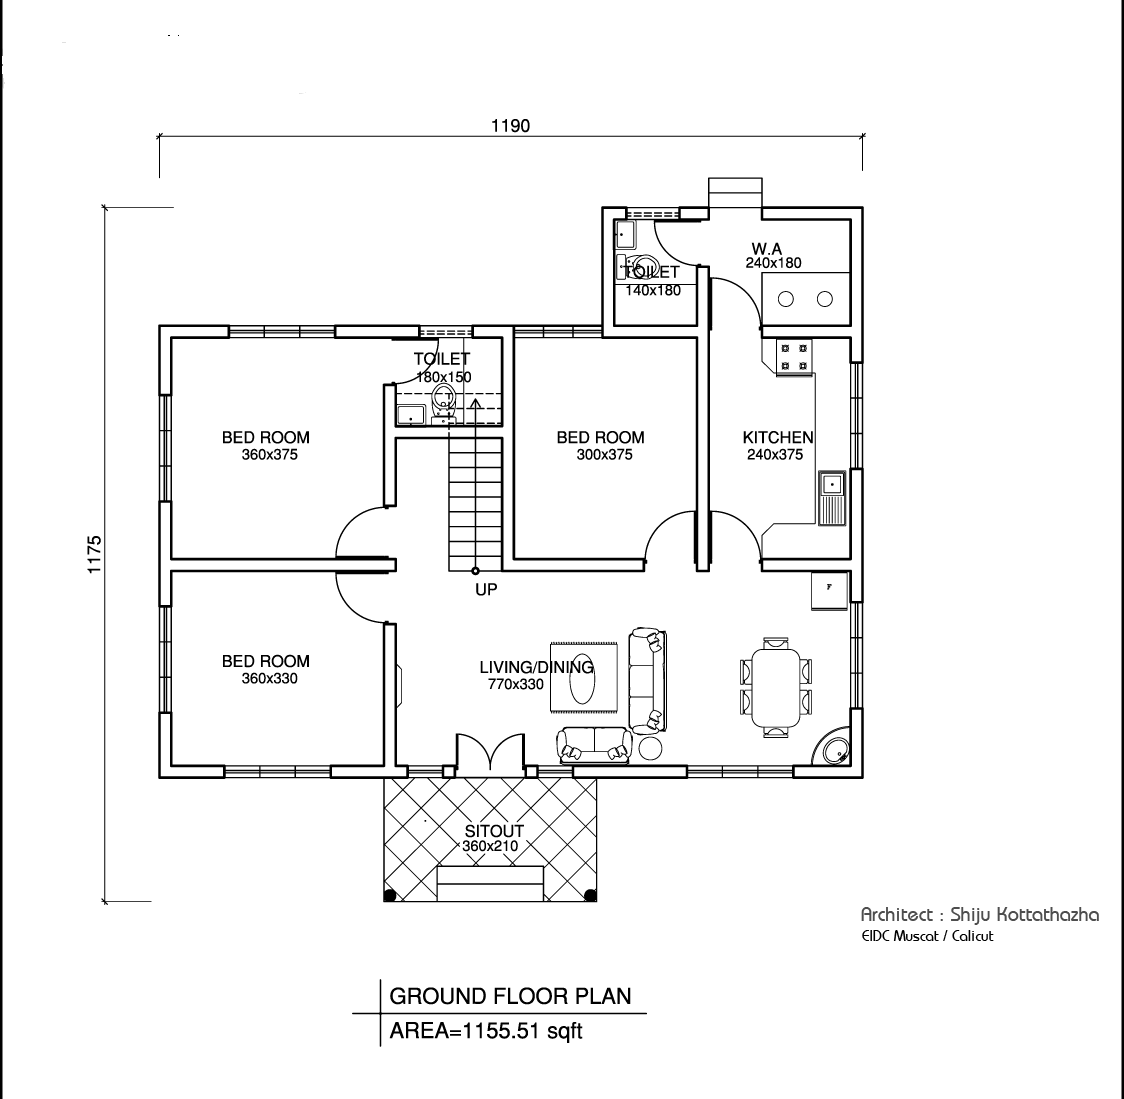 1190
W.A
240x180
TOILET
140x180
TOILET
180x150
BED ROOM
360x375
BED ROOM
300x375
KITCHEN
240x375
1175
UP
F
BED ROOM
360x330
LIVING/DINING
770x330
SITOUT
360x210
Architect : Shiju Kottathazha
EIDC Muscat / Calicut
GROUND FLOOR PLAN
AREA=1155.51 sqft